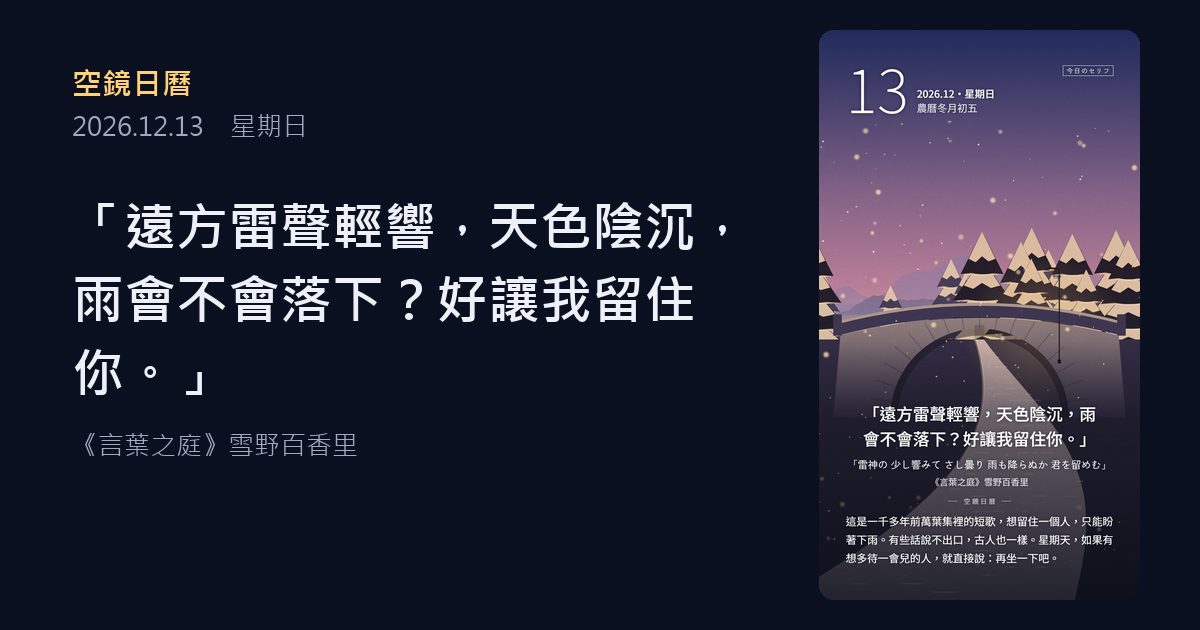 空鏡日曆
2026.12.13 星期日
「遠方雷聲輕響，天色陰沉，
雨會不會落下？好讓我留住
你。」
《言葉之庭》雪野百香里
13
2026.12・星期日
農曆冬月初五
今日のセリフ
「遠方雷聲輕響，天色陰沉，雨
會不會落下？好讓我留住你。」
「雷神の 少し響みて さし曇り 雨も降らぬか 君を留めむ」
《言葉之庭》雪野百香里
— 空鏡日曆 —
這是一千多年前萬葉集裡的短歌，想留住一個人，只能盼
著下雨。有些話說不出口，古人也一樣。星期天，如果有
想多待一會兒的人，就直接說：再坐一下吧。